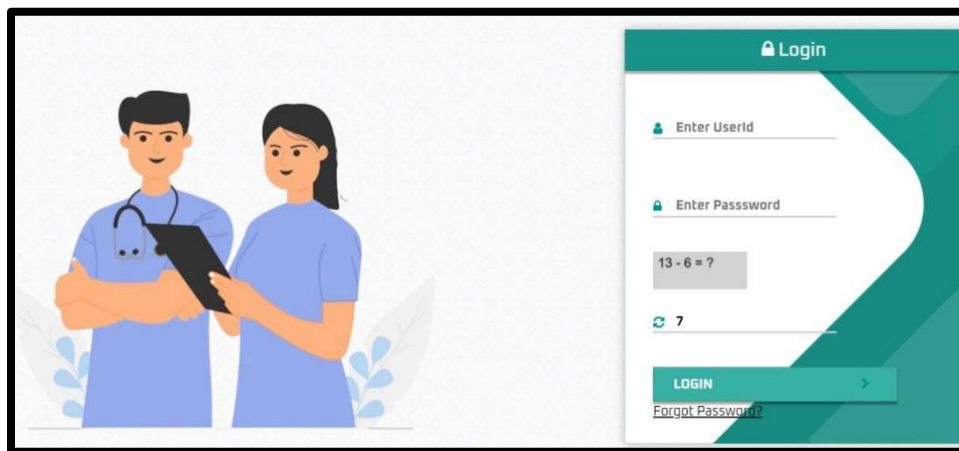 Login
Enter UserId
Enter Passsword
13 - 6 = ?
7
LOGIN
Forgot Password?